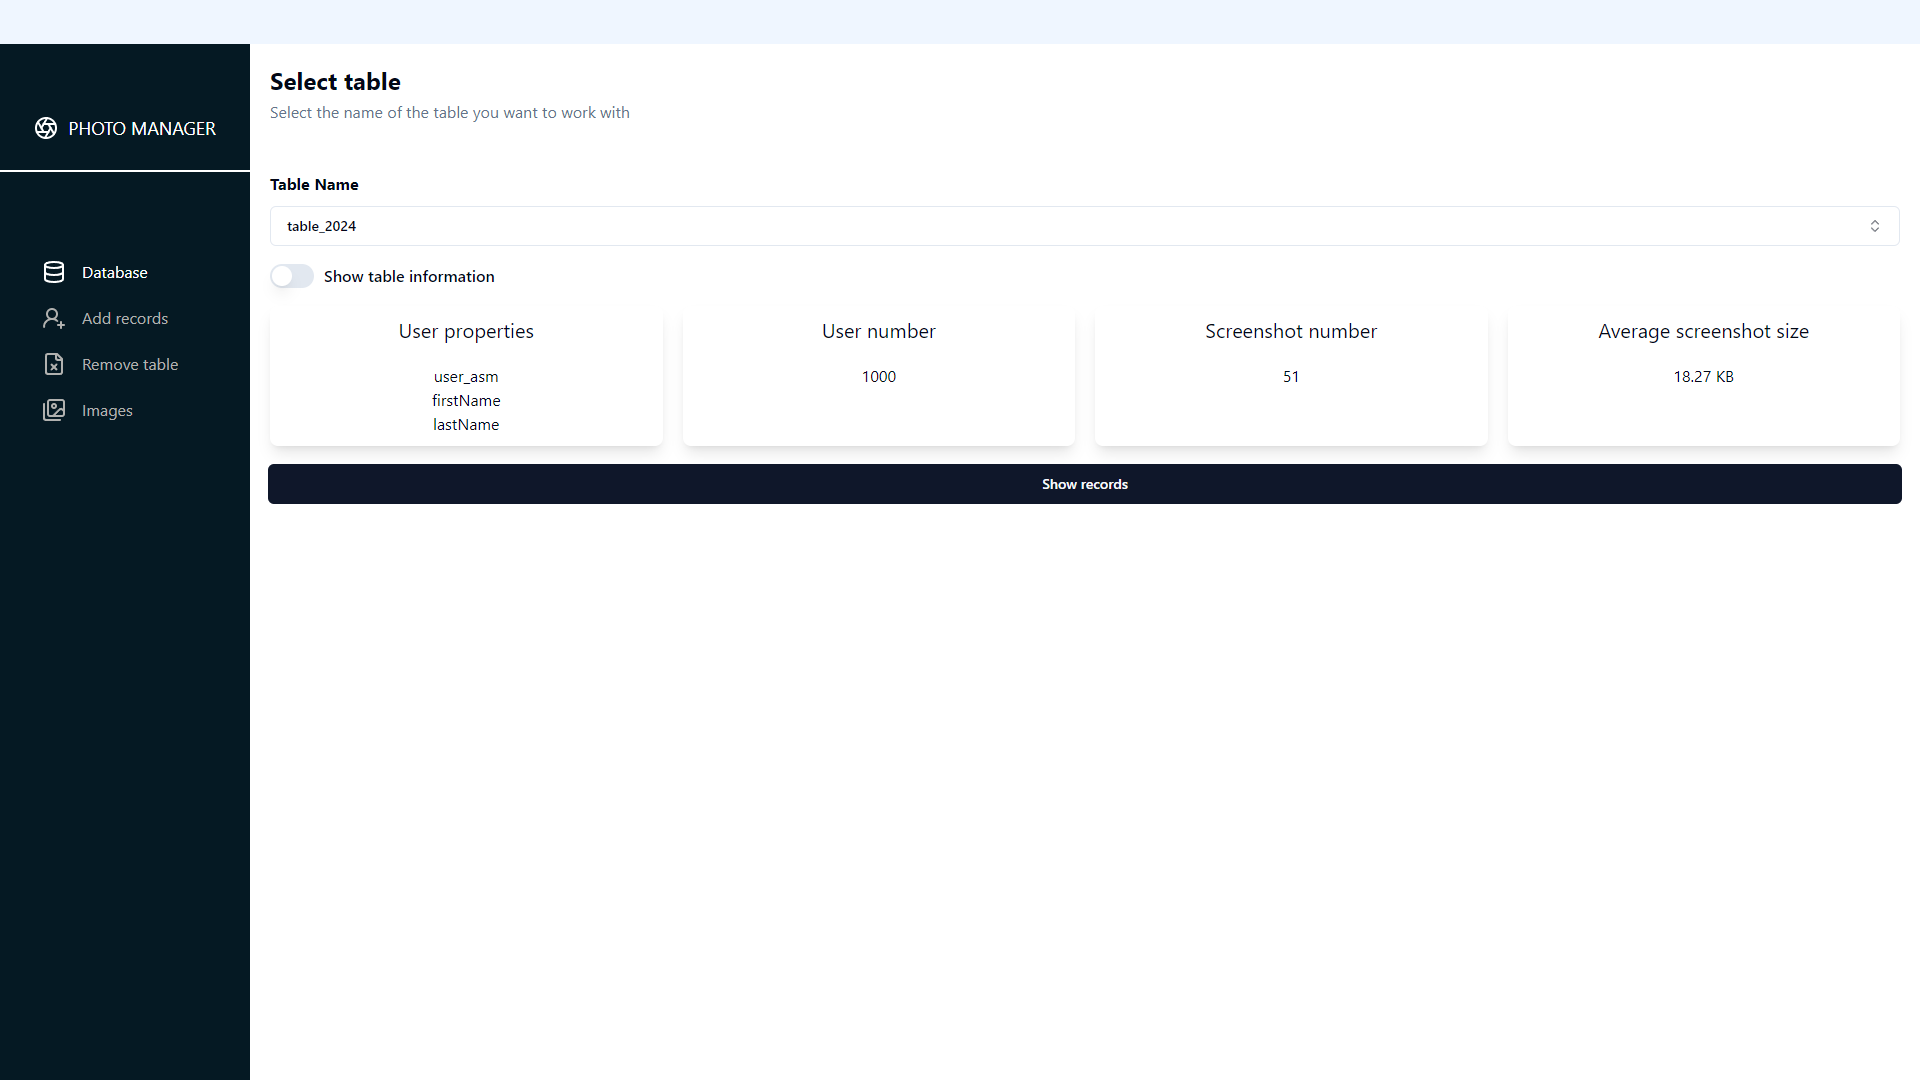 PHOTO MANAGER
Database
Add records
Remove table
Images
Select table
Select the name of the table you want to work with
Table Name
table_2024
Show table information
User properties
user_asm
firstName
lastName
User number
1000
Screenshot number
51
Average screenshot size
18.27 KB
Show records